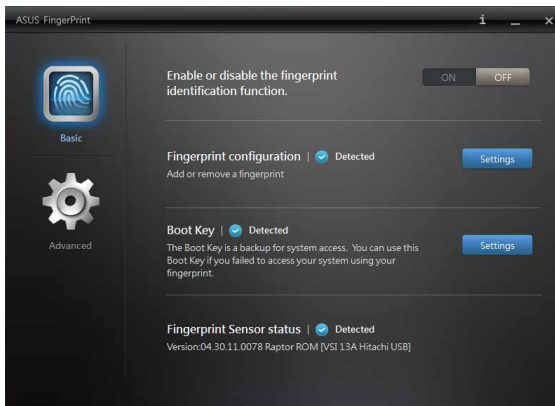 ASUS FingerPrint
Basic
Advanced
Enable or disable the fingerprint
identification function.
ON OFF
Fingerprint configuration | Detected
Add or remove a fingerprint
Settings
Boot Key | Detected
The Boot Key is a backup for system access. You can use this
Boot Key if you failed to access your system using your
fingerprint.
Settings
Fingerprint Sensor status | Detected
Version:04.30.11.0078 Raptor ROM [VSI 13A Hitachi USB]